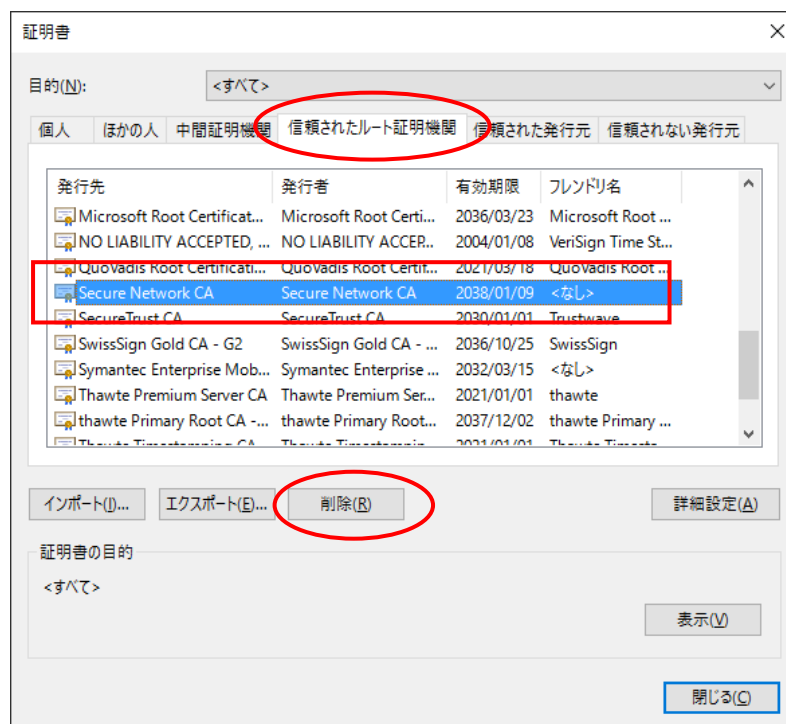 証明書
目的(N): <すべて>
個人 ほかの人 中間証明機関 信頼されたルート証明機関 信頼された発行元 信頼されない発行元
発行先 発行者 有効期限 フレンドリ名
Microsoft Root Certificat... Microsoft Root Certi... 2036/03/23 Microsoft Root ...
NO LIABILITY ACCEPTED, ... NO LIABILITY ACCEP... 2004/01/08 VeriSign Time St...
QuoVadis Root Certificati... QuoVadis Root Certif... 2021/03/18 QuoVadis Root ...
Secure Network CA Secure Network CA 2038/01/09 <なし>
SecureTrust CA SecureTrust CA 2030/01/01 Trustwave
SwissSign Gold CA - G2 SwissSign Gold CA - ... 2036/10/25 SwissSign
Symantec Enterprise Mob... Symantec Enterprise ... 2032/03/15 <なし>
Thawte Premium Server CA Thawte Premium Ser... 2021/01/01 thawte
thawte Primary Root CA -... thawte Primary Root... 2037/12/02 thawte Primary ...
Thawte Timestamping CA Thawte Timestampin... 2021/01/01 Thawte Timesta...
インポート(I)... エクスポート(E)... 削除(R) 詳細設定(A)
証明書の目的
<すべて>
表示(V)
閉じる(C)